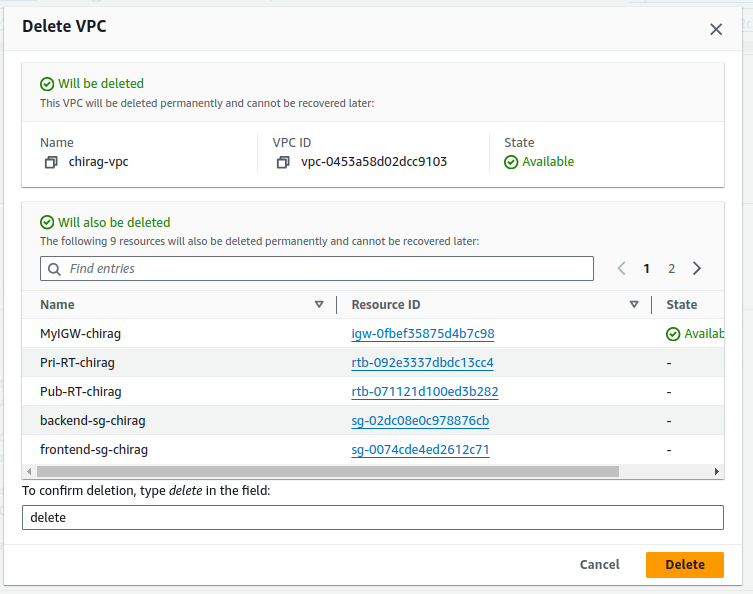 Delete VPC
Will be deleted
This VPC will be deleted permanently and cannot be recovered later:
Name VPC ID State
chirag-vpc vpc-0453a58d02dcc9103 Available
Will also be deleted
The following 9 resources will also be deleted permanently and cannot be recovered later:
Find entries 1 2
Name Resource ID State
MyIGW-chirag igw-0fbef35875d4b7c98 Availab
Pri-RT-chirag rtb-092e3337dbdc13cc4 -
Pub-RT-chirag rtb-071121d100ed3b282 -
backend-sg-chirag sg-02dc08e0c978876cb -
frontend-sg-chirag sg-0074cde4ed2612c71 -
To confirm deletion, type delete in the field:
delete
Cancel Delete